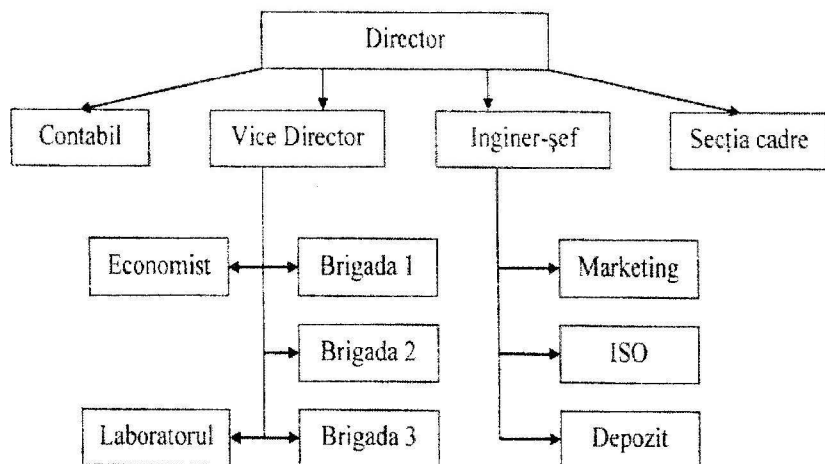 Director
Contabil
Vice Director
Inginer-şef
Secţia cadre
Economist
Brigada 1
Marketing
Brigada 2
ISO
Laboratorul
Brigada 3
Depozit